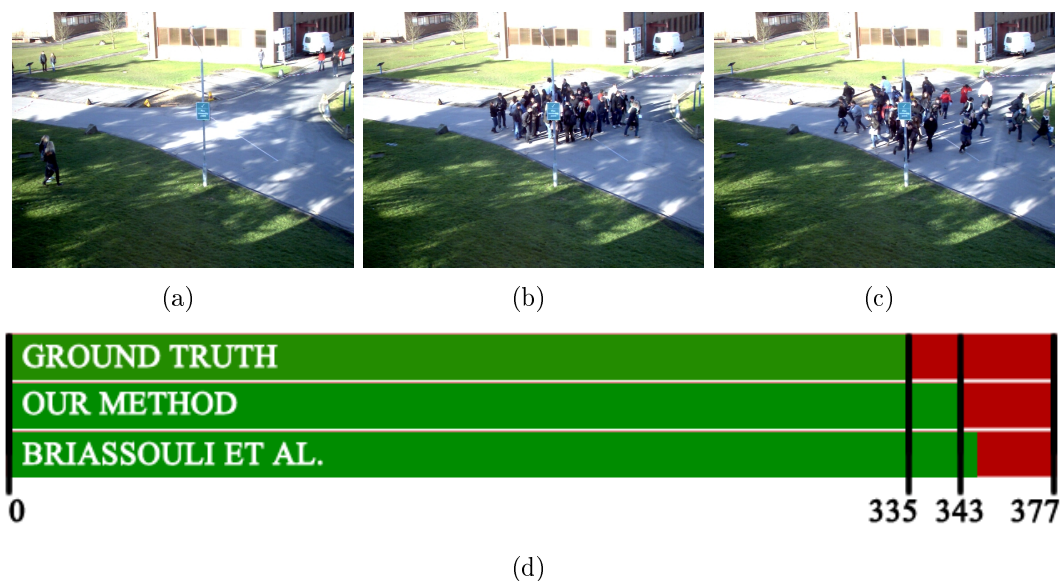 (a)
(b)
(c)
GROUND TRUTH
OUR METHOD
BRIASSOULI ET AL.
0
335
343
377
(d)